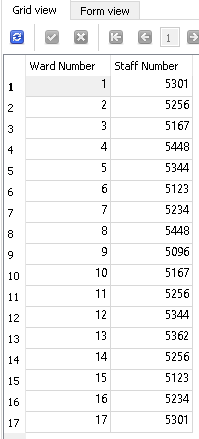 Grid view Form view
1
Ward Number Staff Number
1 1 5301
2 2 5256
3 3 5167
4 4 5448
5 5 5344
6 6 5123
7 7 5234
8 8 5448
9 9 5096
10 10 5167
11 11 5256
12 12 5344
13 13 5362
14 14 5256
15 15 5123
16 16 5234
17 17 5301